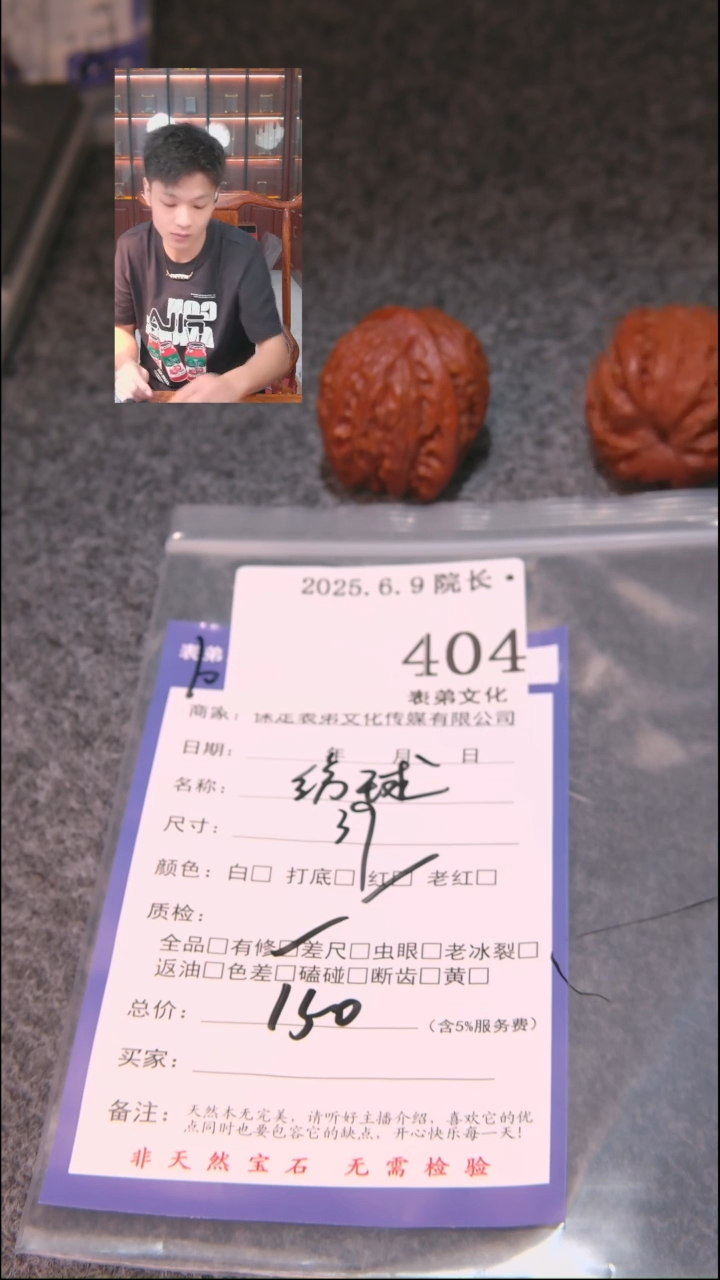 2025.6.9 院长·
404
表弟文化
表弟
商家：保定表弟文化传媒有限公司
日期： 年 月 日
名称： 绣球
尺寸：
颜色：白□ 打底□ 红□ 老红□
质检：
全品□有修□差尺□虫眼□老冰裂□
返油□色差□磕碰□断齿□黄□
总价： 150 （含5%服务费）
买家：
备注： 天然本无完美，请听好主播介绍，喜欢它的优
点同时也要包容它的缺点，开心快乐每一天！
非天然宝石 无需检验